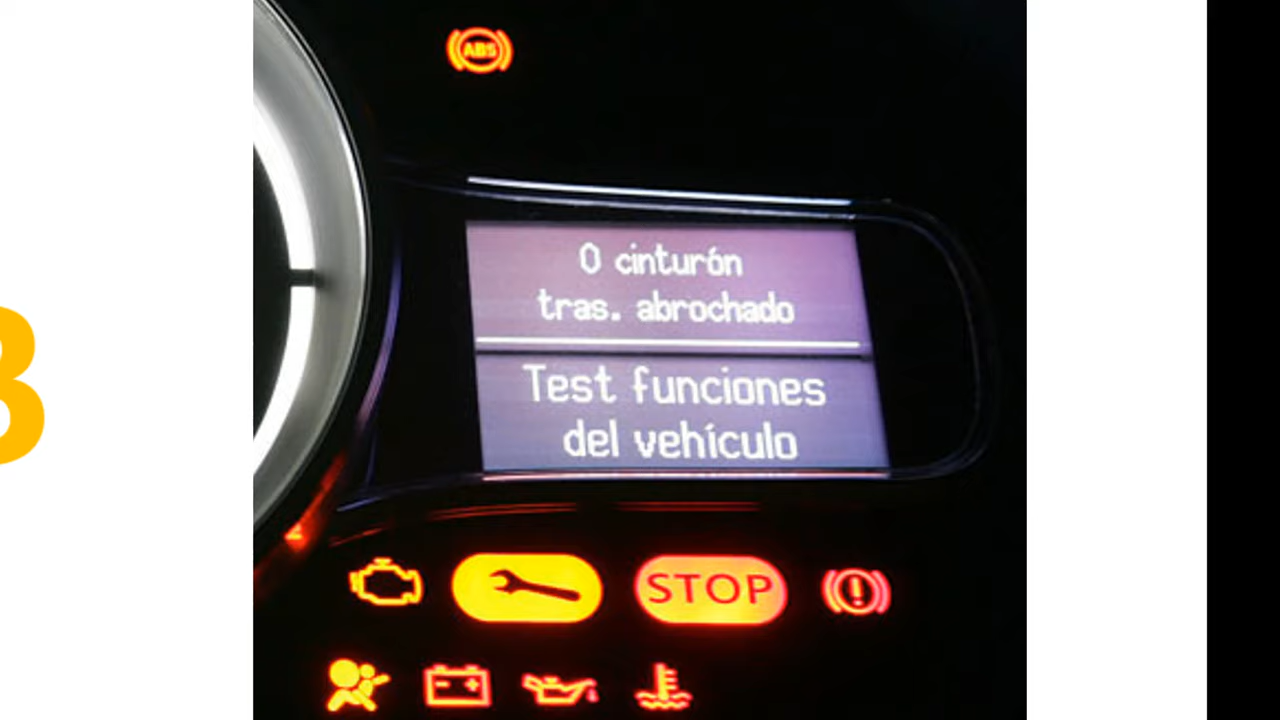 ABS
0 cinturón
tras. abrochado
Test funciones
del vehículo
STOP